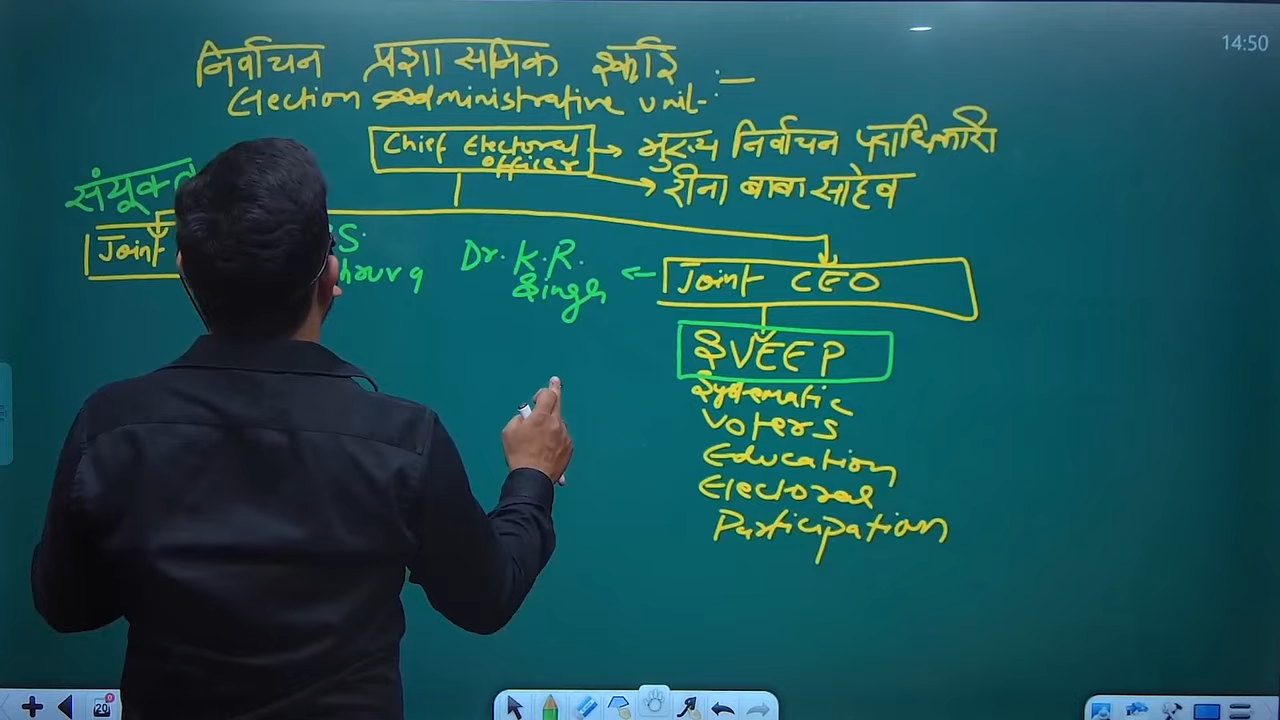 14:50
निर्वाचन प्रशासनिक इकाई :-
Election Administrative unit-
Chief Electoral officer → मुख्य निर्वाचन
→ रीना बाबा साहेब
संयुक्त
Joint
S.
Dr. K.R. Singh ← Joint CEO
SVEEP
Systematic
Voters
Education
Electoral
Participation
20